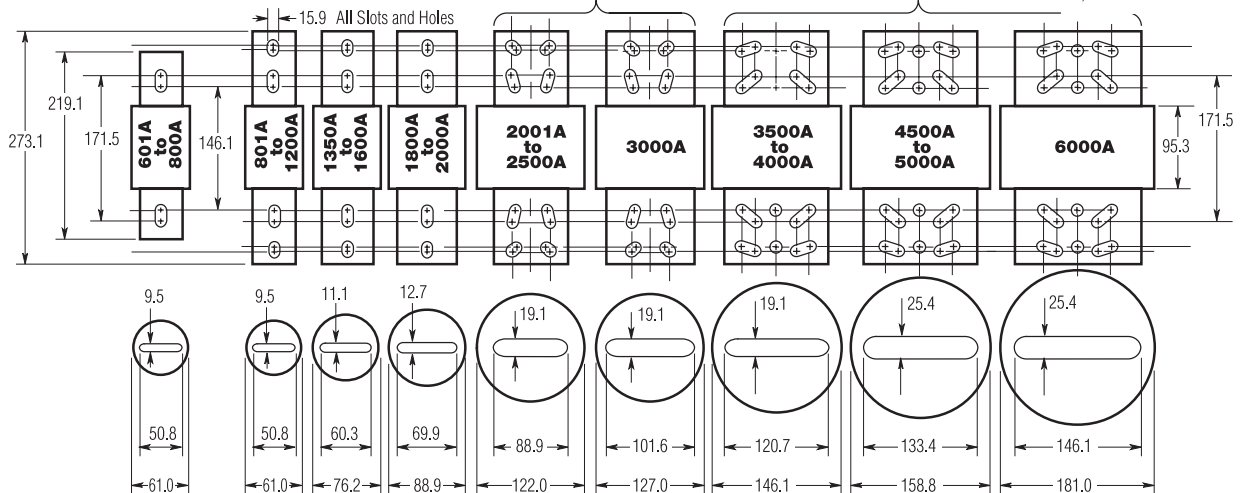 15.9 All Slots and Holes
273.1
219.1
171.5
601A
to
800A
146.1
801A
to
1200A
1350A
to
1600A
1800A
to
2000A
2001A
to
2500A
3000A
3500A
to
4000A
4500A
to
5000A
6000A
95.3
171.5
9.5
9.5
11.1
12.7
19.1
19.1
19.1
25.4
25.4
50.8
50.8
60.3
69.9
88.9
101.6
120.7
133.4
146.1
61.0
61.0
76.2
88.9
122.0
127.0
146.1
158.8
181.0